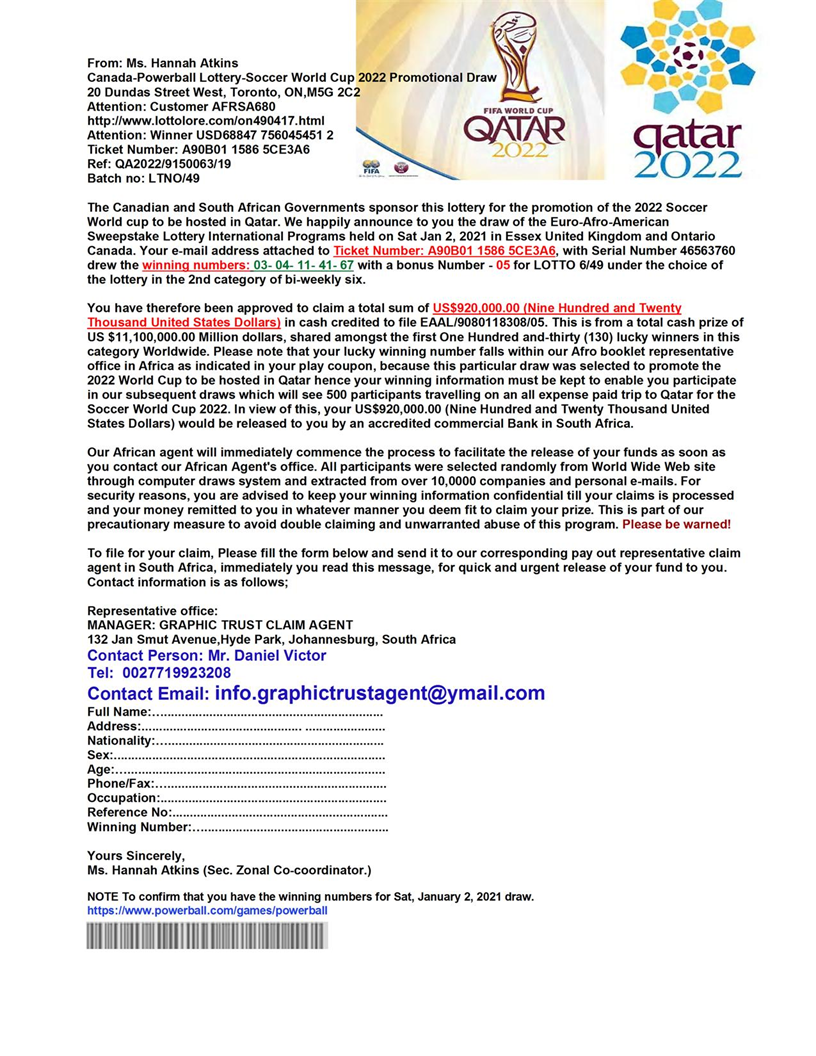 From: Ms. Hannah Atkins
Canada-Powerball Lottery-Soccer World Cup 2022 Promotional Draw
20 Dundas Street West, Toronto, ON,M5G 2C2
Attention: Customer AFRSA680
http://www.lottolore.com/on490417.html
Attention: Winner USD68847 756045451 2
Ticket Number: A90B01 1586 5CE3A6
Ref: QA2022/9150063/19
Batch no: LTNO/49
FIFA WORLD CUP
QATAR
2022
FIFA
qatar
2022
The Canadian and South African Governments sponsor this lottery for the promotion of the 2022 Soccer
World cup to be hosted in Qatar. We happily announce to you the draw of the Euro-Afro-American
Sweepstake Lottery International Programs held on Sat Jan 2, 2021 in Essex United Kingdom and Ontario
Canada. Your e-mail address attached to Ticket Number: A90B01 1586 5CE3A6, with Serial Number 46563760
drew the winning numbers: 03- 04- 11- 41- 67 with a bonus Number - 05 for LOTTO 6/49 under the choice of
the lottery in the 2nd category of bi-weekly six.
You have therefore been approved to claim a total sum of US$920,000.00 (Nine Hundred and Twenty
Thousand United States Dollars) in cash credited to file EAAL/9080118308/05. This is from a total cash prize of
US $11,100,000.00 Million dollars, shared amongst the first One Hundred and-thirty (130) lucky winners in this
category Worldwide. Please note that your lucky winning number falls within our Afro booklet representative
office in Africa as indicated in your play coupon, because this particular draw was selected to promote the
2022 World Cup to be hosted in Qatar hence your winning information must be kept to enable you participate
in our subsequent draws which will see 500 participants travelling on an all expense paid trip to Qatar for the
Soccer World Cup 2022. In view of this, your US$920,000.00 (Nine Hundred and Twenty Thousand United
States Dollars) would be released to you by an accredited commercial Bank in South Africa.
Our African agent will immediately commence the process to facilitate the release of your funds as soon as
you contact our African Agent's office. All participants were selected randomly from World Wide Web site
through computer draws system and extracted from over 10,0000 companies and personal e-mails. For
security reasons, you are advised to keep your winning information confidential till your claims is processed
and your money remitted to you in whatever manner you deem fit to claim your prize. This is part of our
precautionary measure to avoid double claiming and unwarranted abuse of this program. Please be warned!
To file for your claim, Please fill the form below and send it to our corresponding pay out representative claim
agent in South Africa, immediately you read this message, for quick and urgent release of your fund to you.
Contact information is as follows;
Representative office:
MANAGER: GRAPHIC TRUST CLAIM AGENT
132 Jan Smut Avenue,Hyde Park, Johannesburg, South Africa
Contact Person: Mr. Daniel Victor
Tel: 0027719923208
Contact Email: info.graphictrustagent@ymail.com
Full Name:..................................................................
Address:.............................................. .......................
Nationality:.................................................................
Sex:..............................................................................
Age:.............................................................................
Phone/Fax:..................................................................
Occupation:.................................................................
Reference No:..............................................................
Winning Number:........................................................
Yours Sincerely,
Ms. Hannah Atkins (Sec. Zonal Co-coordinator.)
NOTE To confirm that you have the winning numbers for Sat, January 2, 2021 draw.
https://www.powerball.com/games/powerball